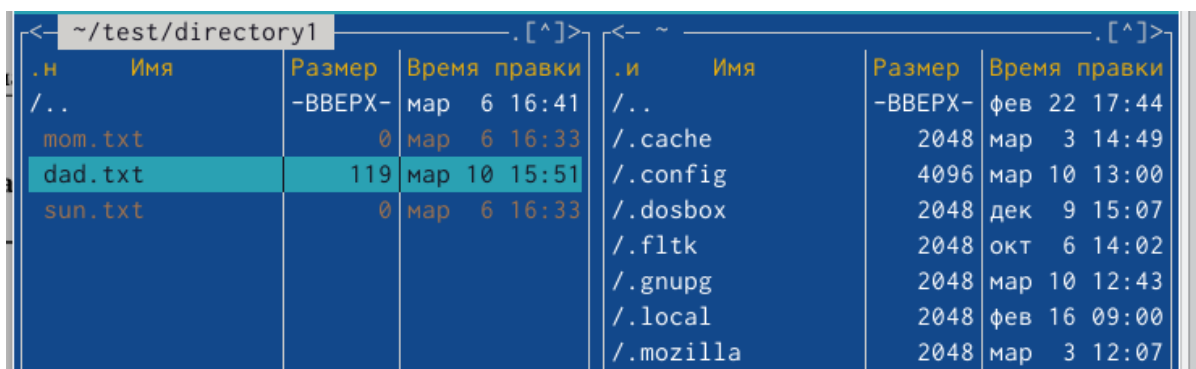 <– ~/test/directory1 .[^]>
.н Имя Размер Время правки
/.. -ВВЕРХ- мар 6 16:41
mom.txt 0 мар 6 16:33
dad.txt 119 мар 10 15:51
sun.txt 0 мар 6 16:33
<– ~ .[^]>
.и Имя Размер Время правки
/.. -ВВЕРХ- фев 22 17:44
/.cache 2048 мар 3 14:49
/.config 4096 мар 10 13:00
/.dosbox 2048 дек 9 15:07
/.fltk 2048 окт 6 14:02
/.gnupg 2048 мар 10 12:43
/.local 2048 фев 16 09:00
/.mozilla 2048 мар 3 12:07